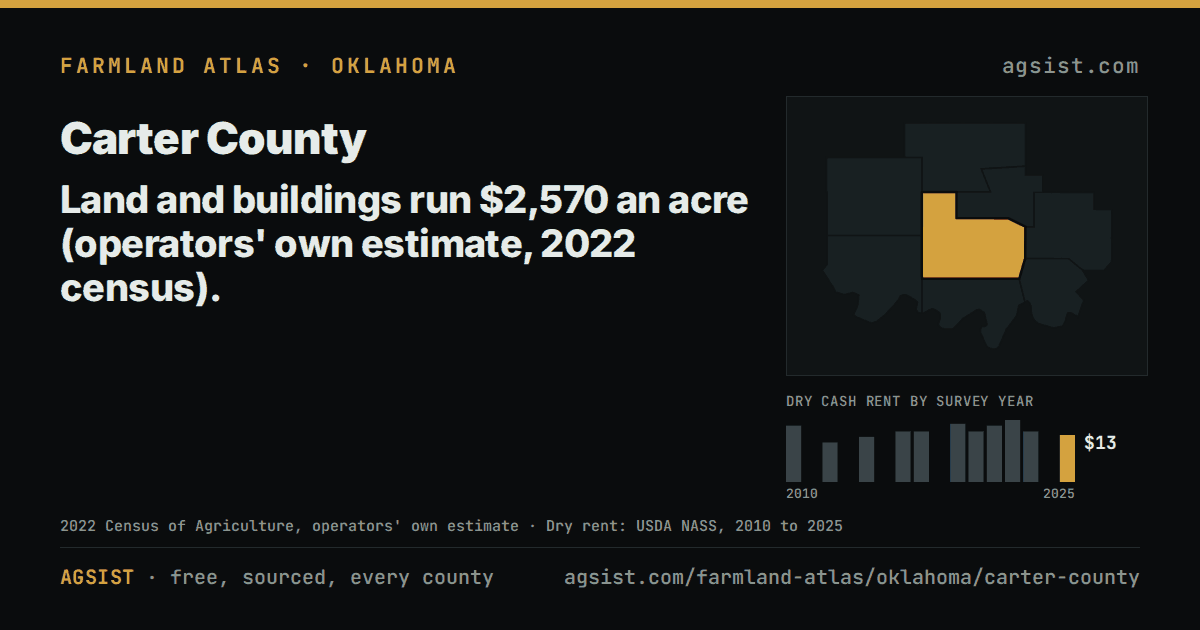 FARMLAND ATLAS · OKLAHOMA
agsist.com
Carter County
Land and buildings run $2,570 an acre
(operators' own estimate, 2022
census).
DRY CASH RENT BY SURVEY YEAR
$13
2010
2025
2022 Census of Agriculture, operators' own estimate · Dry rent: USDA NASS, 2010 to 2025
AGSIST · free, sourced, every county
agsist.com/farmland-atlas/oklahoma/carter-county